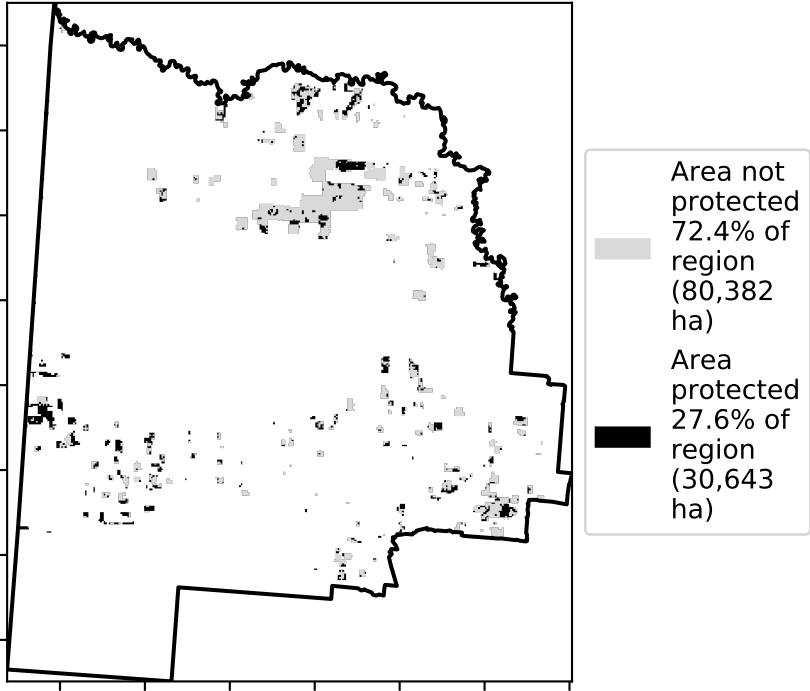 Area not
protected
72.4% of
region
(80,382
ha)
Area
protected
27.6% of
region
(30,643
ha)